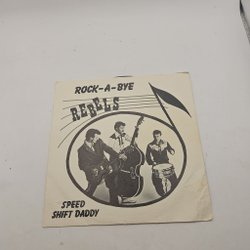 ROCK-A-BYE
REBELS
SPEED
SHIFT DADDY